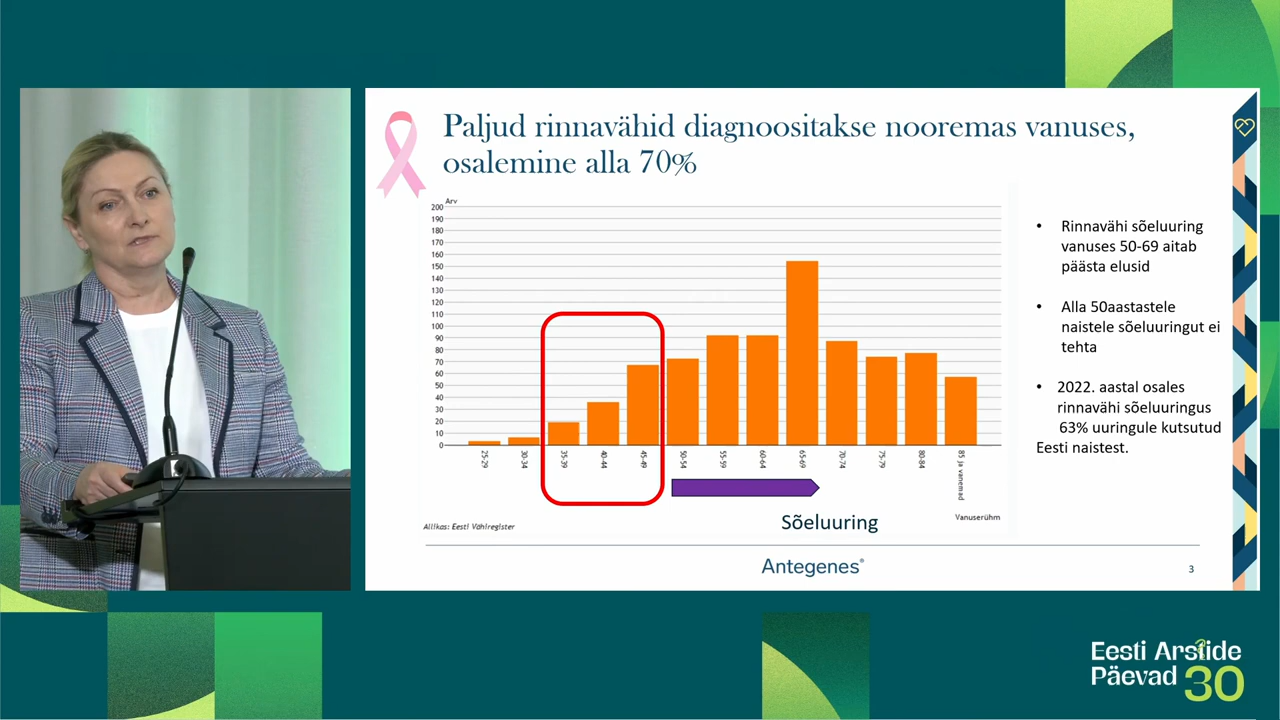 Paljud rinnavähid diagnoositakse nooremas vanuses,
osalemine alla 70%
Arv
200
190
180
170
160
150
140
130
120
110
100
90
80
70
60
50
40
30
20
10
0
25-29
30-34
35-39
40-44
45-49
50-54
55-59
60-64
65-69
70-74
75-79
80-84
85 ja vanemad
Vanuserühm
Sõeluuring
Allikas: Eesti Vähiregister
• Rinnavähi sõeluuring
vanuses 50-69 aitab
päästa elusid
• Alla 50aastastele
naistele sõeluuringut ei
tehta
• 2022. aastal osales
rinnavähi sõeluuringus
63% uuringule kutsutud
Eesti naistest.
Antegenes®
3
Eesti Arstide
Päevad 30